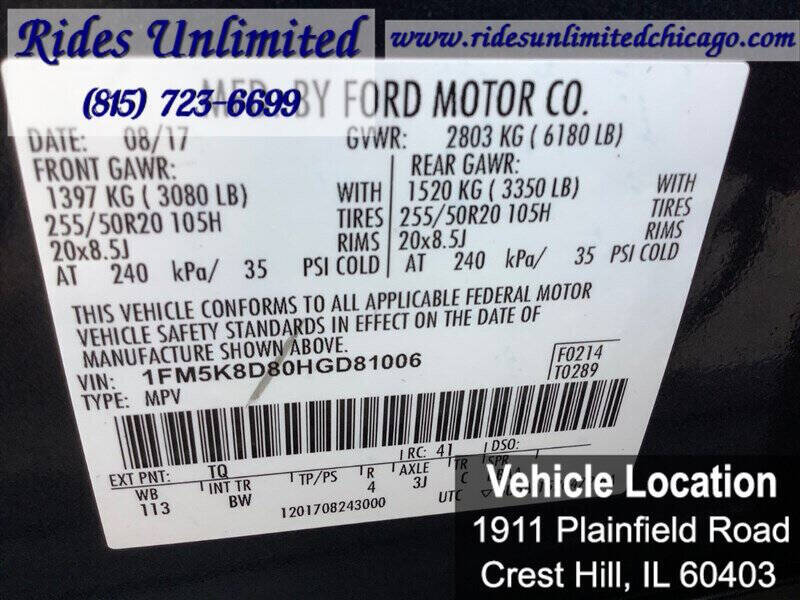 Rides Unlimited
www.ridesunlimitedchicago.com
(815) 723-6699
MFD. BY FORD MOTOR CO.
DATE: 08/17 GVWR: 2803 KG ( 6180 LB)
FRONT GAWR: REAR GAWR:
1397 KG ( 3080 LB) WITH 1520 KG ( 3350 LB) WITH
255/50R20 105H TIRES 255/50R20 105H TIRES
20x8.5J RIMS 20x8.5J RIMS
AT 240 kPa/ 35 PSI COLD AT 240 kPa/ 35 PSI COLD
THIS VEHICLE CONFORMS TO ALL APPLICABLE FEDERAL MOTOR
VEHICLE SAFETY STANDARDS IN EFFECT ON THE DATE OF
MANUFACTURE SHOWN ABOVE.
VIN: 1FM5K8D80HGD81006
F0214
T0289
TYPE: MPV
RC: 41 DSO:
EXT PNT: TQ
WB INT TR TP/PS R AXLE TR SPR
113 BW 4 3J C
1201708243000 UTC
Vehicle Location
1911 Plainfield Road
Crest Hill, IL 60403